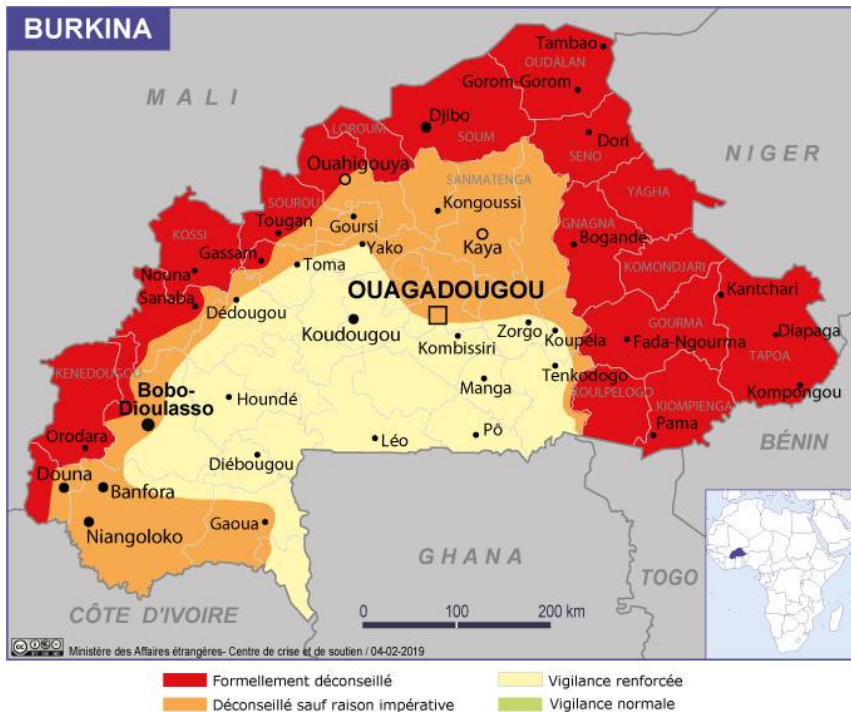 BURKINA
MALI
NIGER
BÉNIN
TOGO
GHANA
CÔTE D'IVOIRE
Tambao
OUDALAN
Gorom-Gorom
Djibo
LOROUM
SOUM
Dori
SENO
Ouahigouya
SANMATENGA
YAGHA
SOUROU
Kongoussi
Tougan
Goursi
GNAGNA
KOSSI
Kaya
Bogandé
Gassam
Yako
Nouna
Toma
KOMONDJARI
Sanaba
OUAGADOUGOU
Kantchari
Dédougou
Koudougou
Zorgo
GOURMA
Kombissiri
Koupéla
Fada-Ngourma
Diapaga
TAPOA
KENEDOUGOU
Tenkodogo
Bobo-
Dioulasso
Houndé
Manga
KOULPELOGO
KIOMPIENGA
Kompongou
Orodara
Léo
Pô
Pama
Diébougou
Douna
Banfora
Niangoloko
Gaoua
0 100 200 km
cc
Ministère des Affaires étrangères- Centre de crise et de soutien / 04-02-2019
Formellement déconseillé
Vigilance renforcée
Déconseillé sauf raison impérative
Vigilance normale